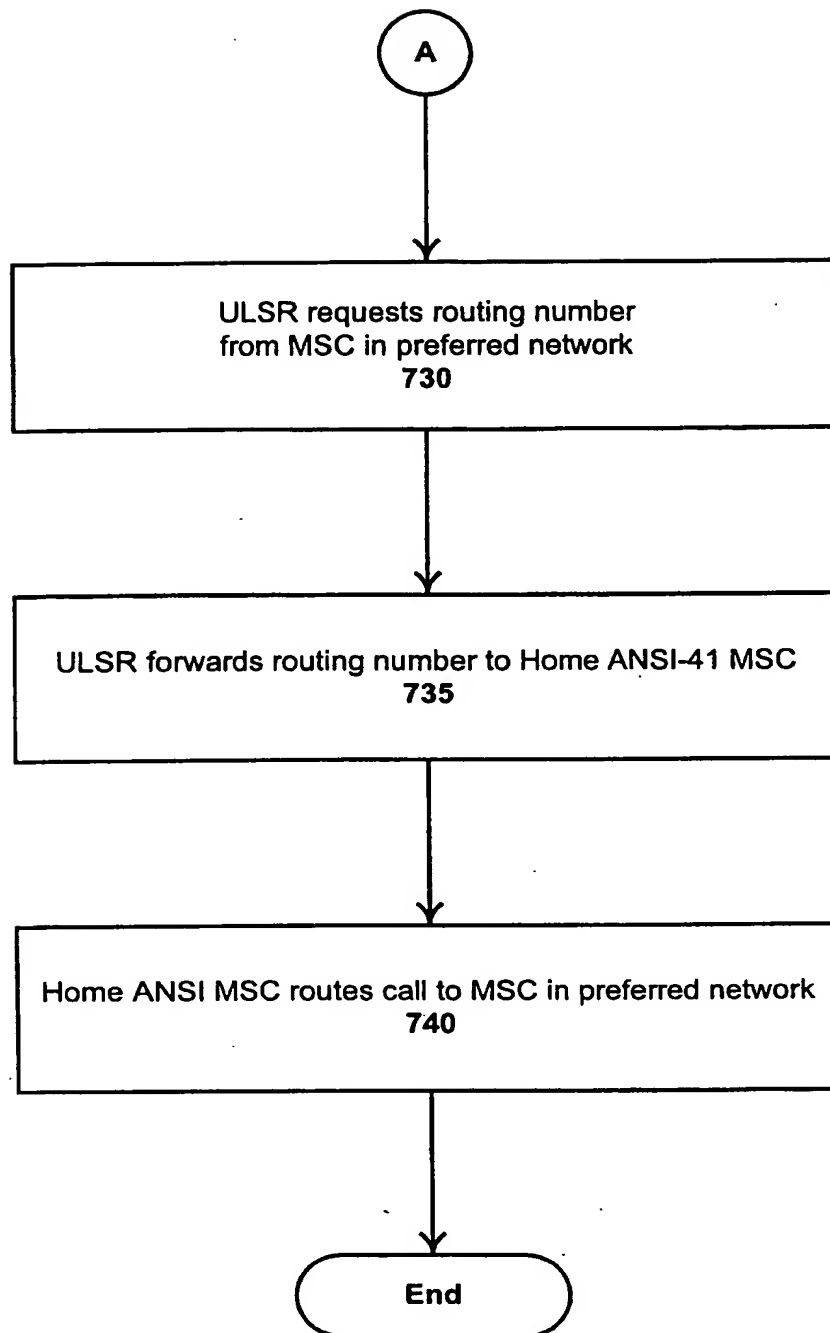 A
ULSR requests routing number
from MSC in preferred network
730
ULSR forwards routing number to Home ANSI-41 MSC
735
Home ANSI MSC routes call to MSC in preferred network
740
End